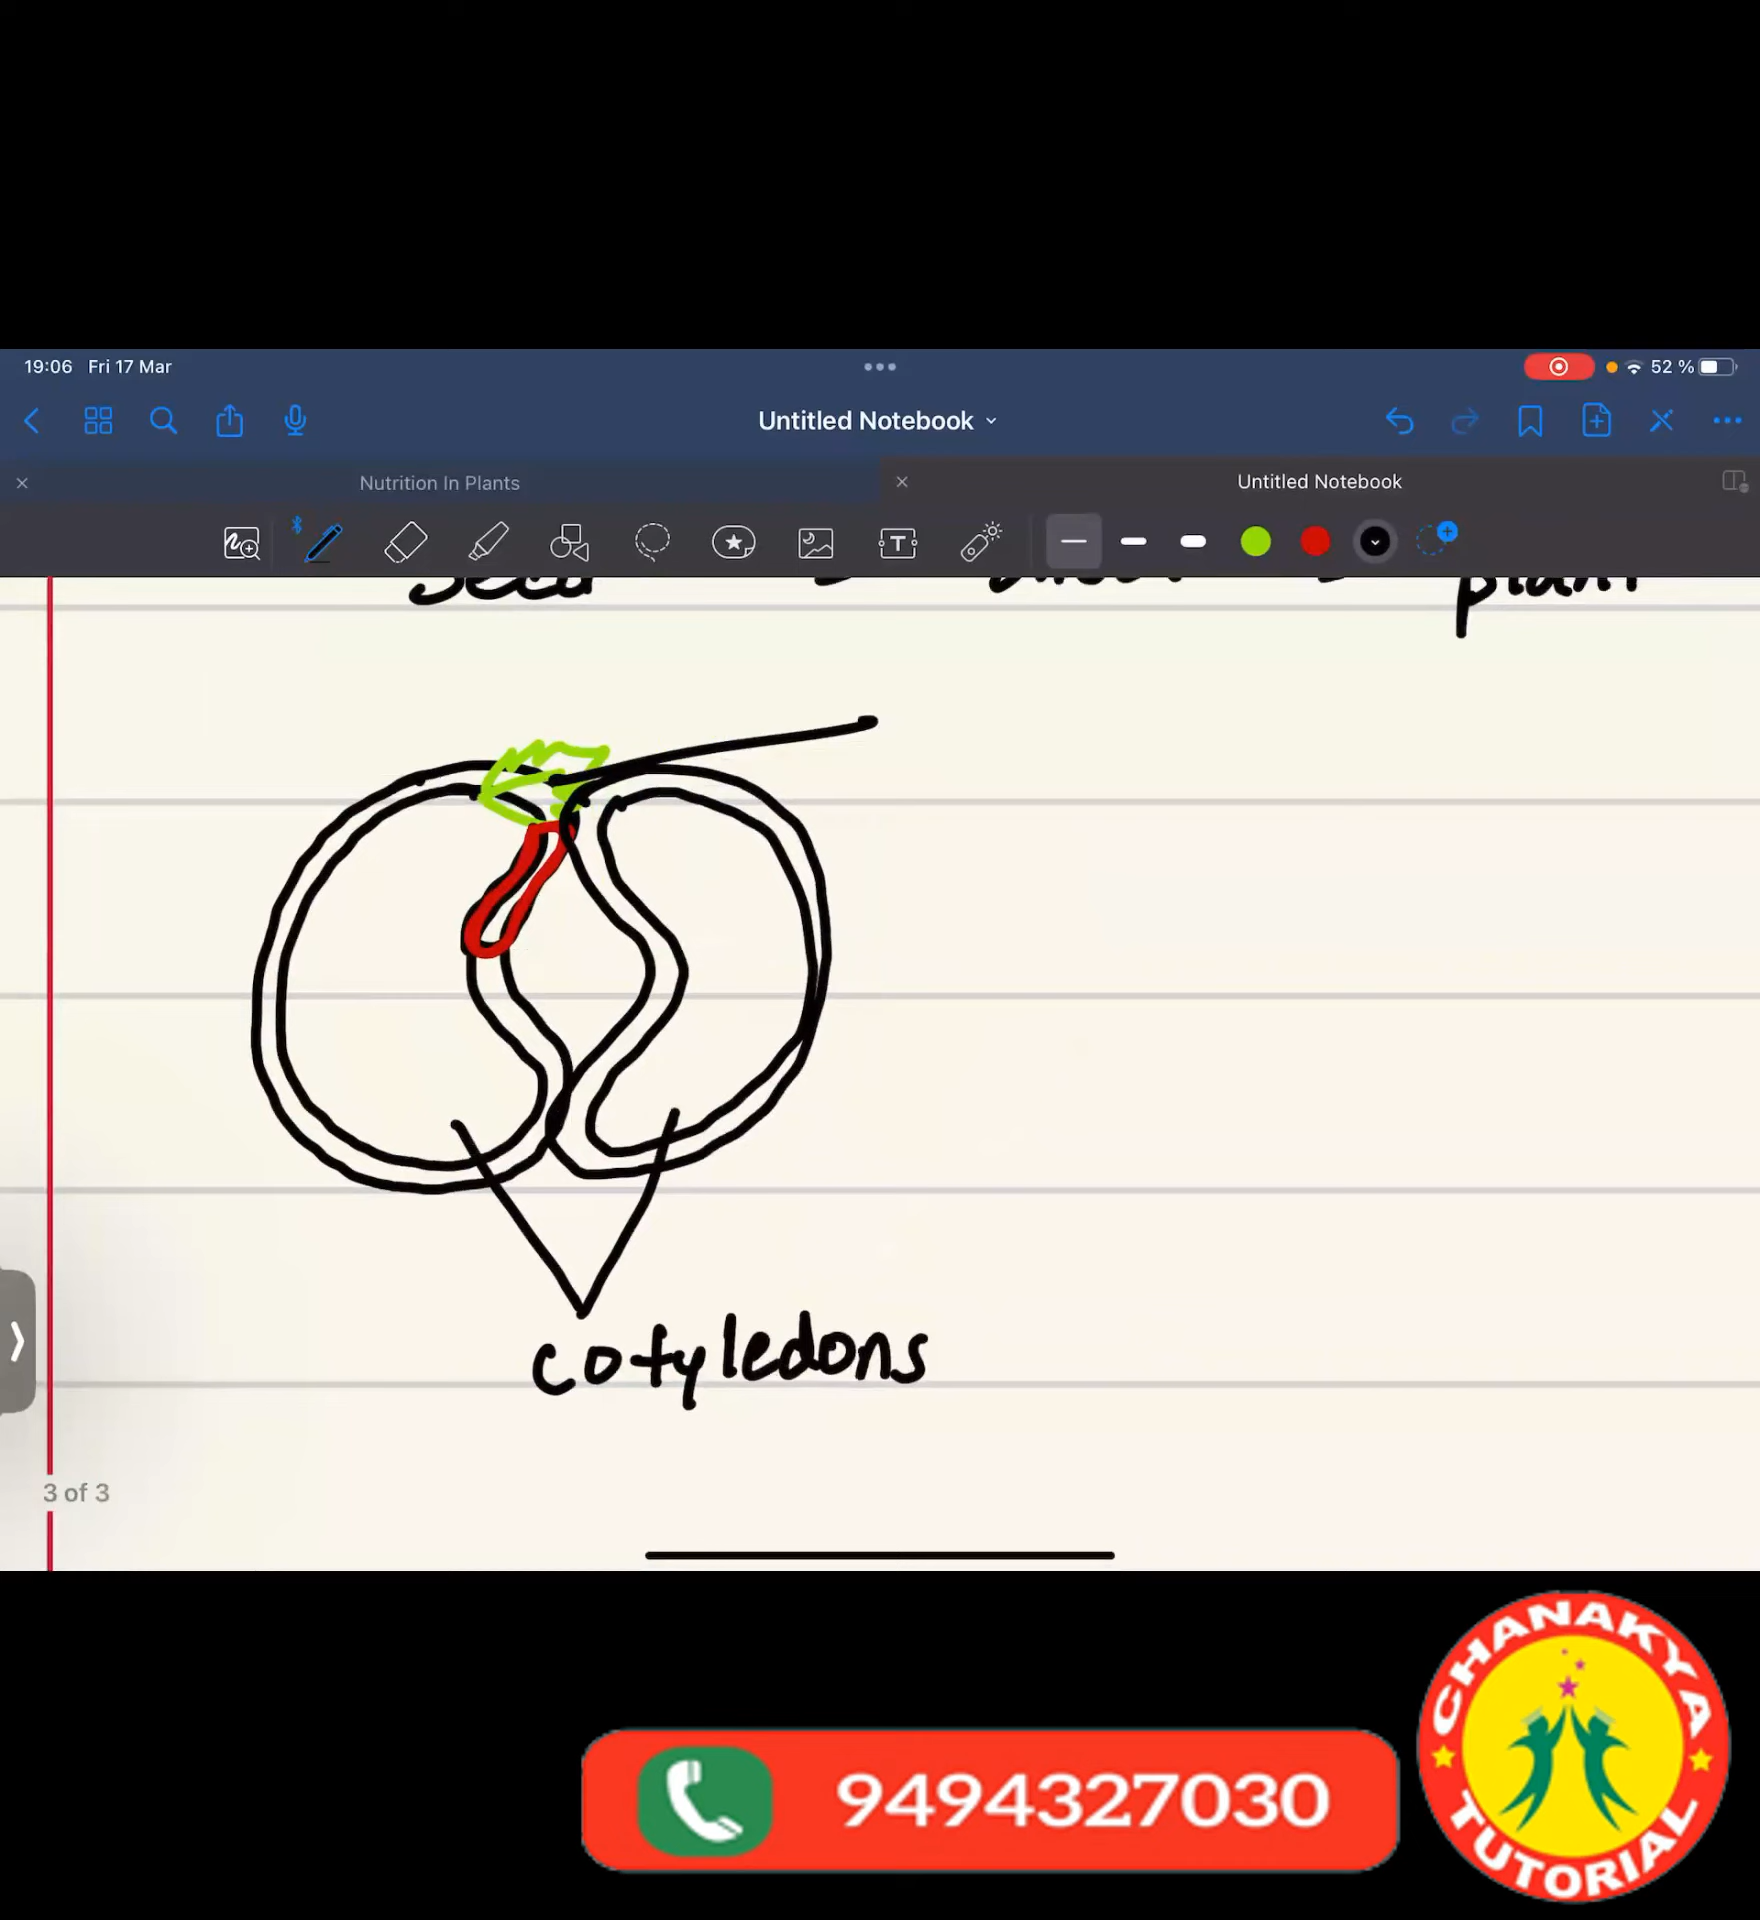 19:06 Fri 17 Mar
52 %
Untitled Notebook
Nutrition In Plants
Untitled Notebook
T
seed
plant
cotyledons
3 of 3
CHANAKYA
TUTORIAL
9494327030